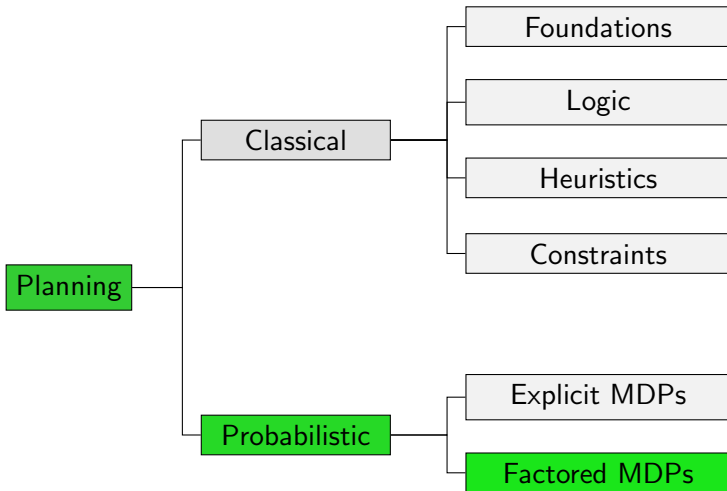 Planning
Classical
Foundations
Logic
Heuristics
Constraints
Probabilistic
Explicit MDPs
Factored MDPs